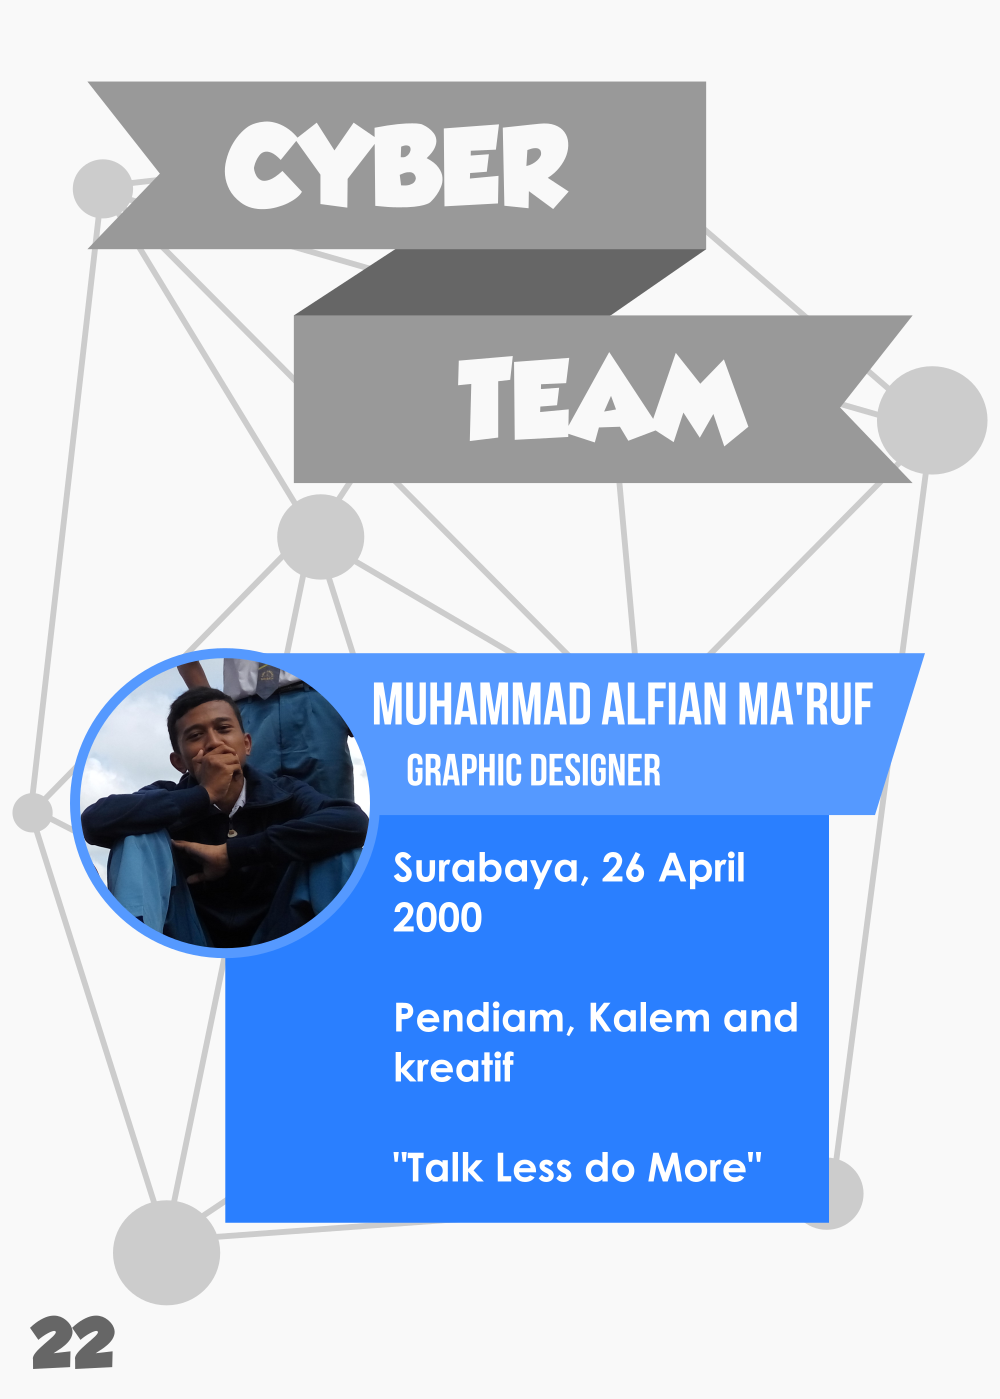 CYBER
TEAM
MUHAMMAD ALFIAN MA'RUF
GRAPHIC DESIGNER
Surabaya, 26 April
2000
Pendiam, Kalem and
kreatif
"Talk Less do More"
22